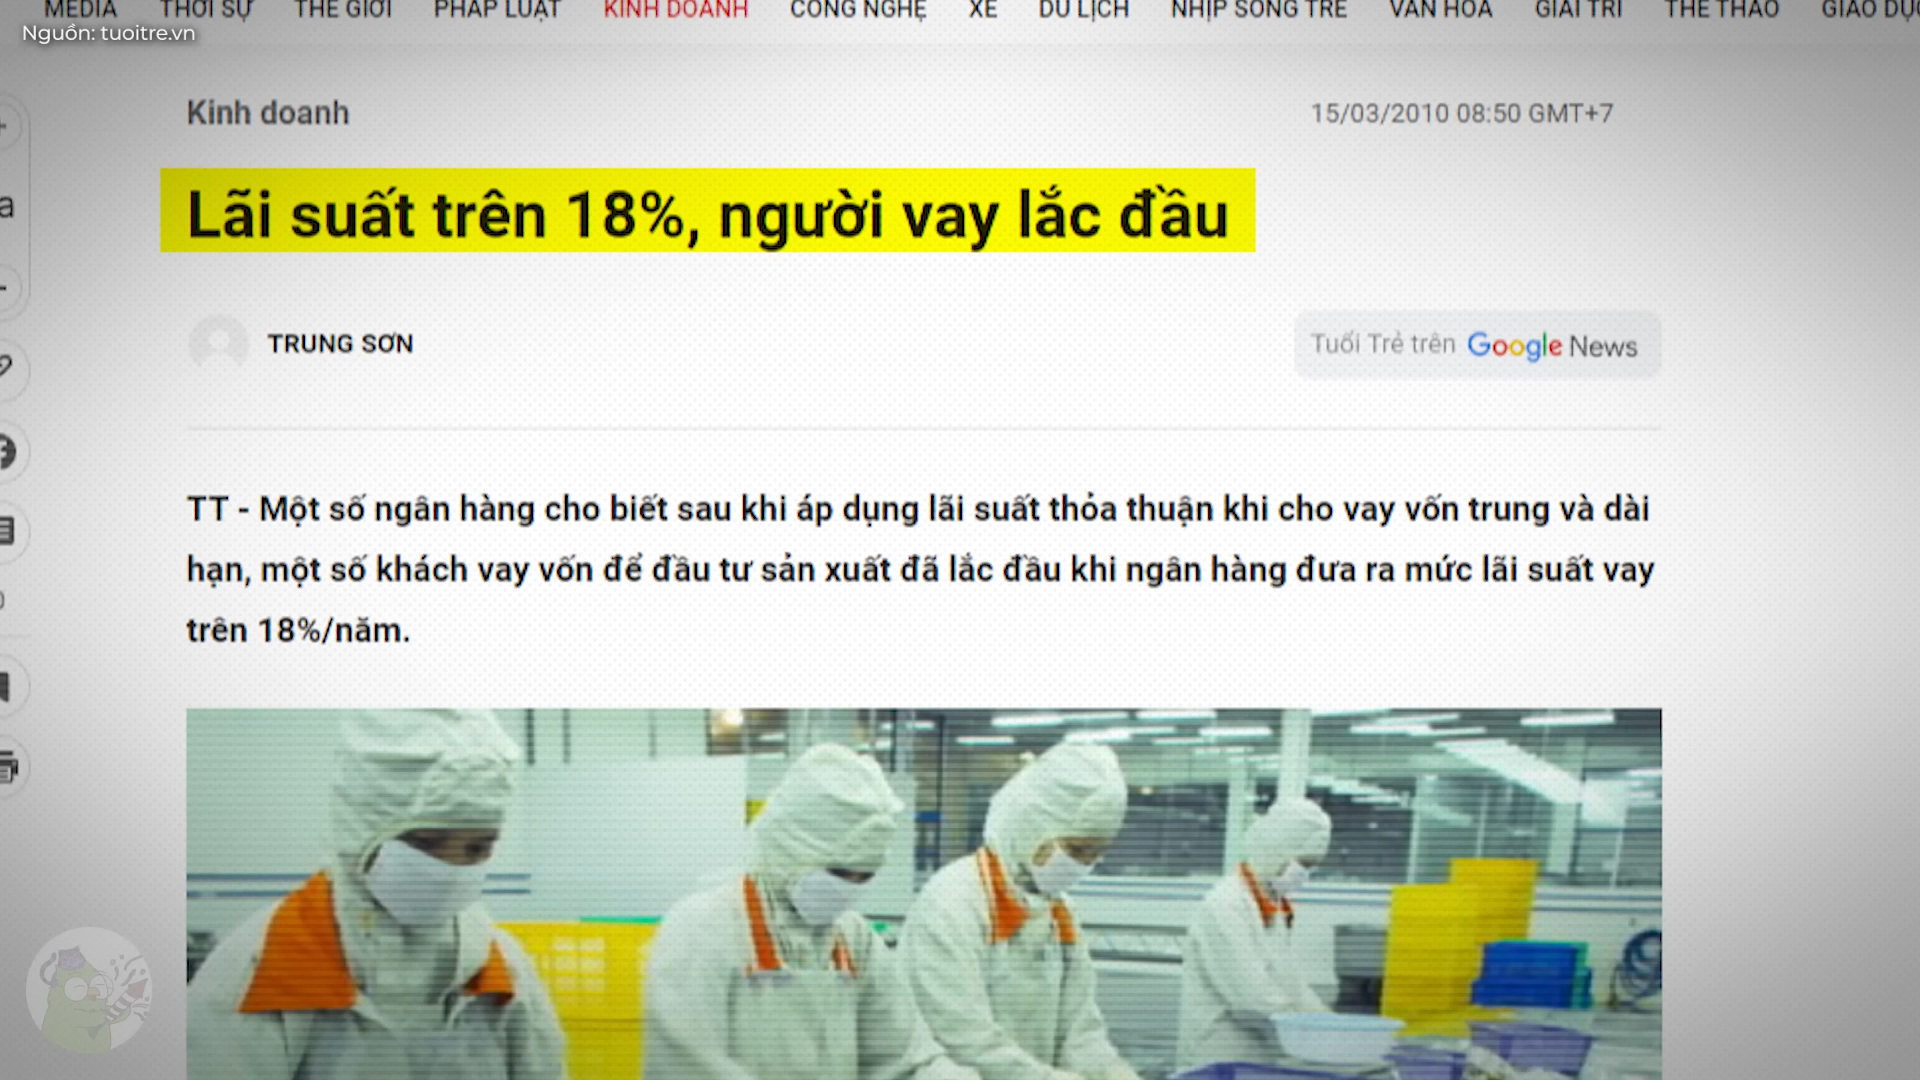 MEDIA THỜI SỰ THẾ GIỚI PHÁP LUẬT KINH DOANH CÔNG NGHỆ XE DU LỊCH NHỊP SỐNG TRẺ VĂN HÓA GIẢI TRÍ THỂ THAO GIÁO DỤC
Nguồn: tuoitre.vn
Kinh doanh
15/03/2010 08:50 GMT+7
Lãi suất trên 18%, người vay lắc đầu
TRUNG SƠN
Tuổi Trẻ trên Google News
TT - Một số ngân hàng cho biết sau khi áp dụng lãi suất thỏa thuận khi cho vay vốn trung và dài
hạn, một số khách vay vốn để đầu tư sản xuất đã lắc đầu khi ngân hàng đưa ra mức lãi suất vay
trên 18%/năm.